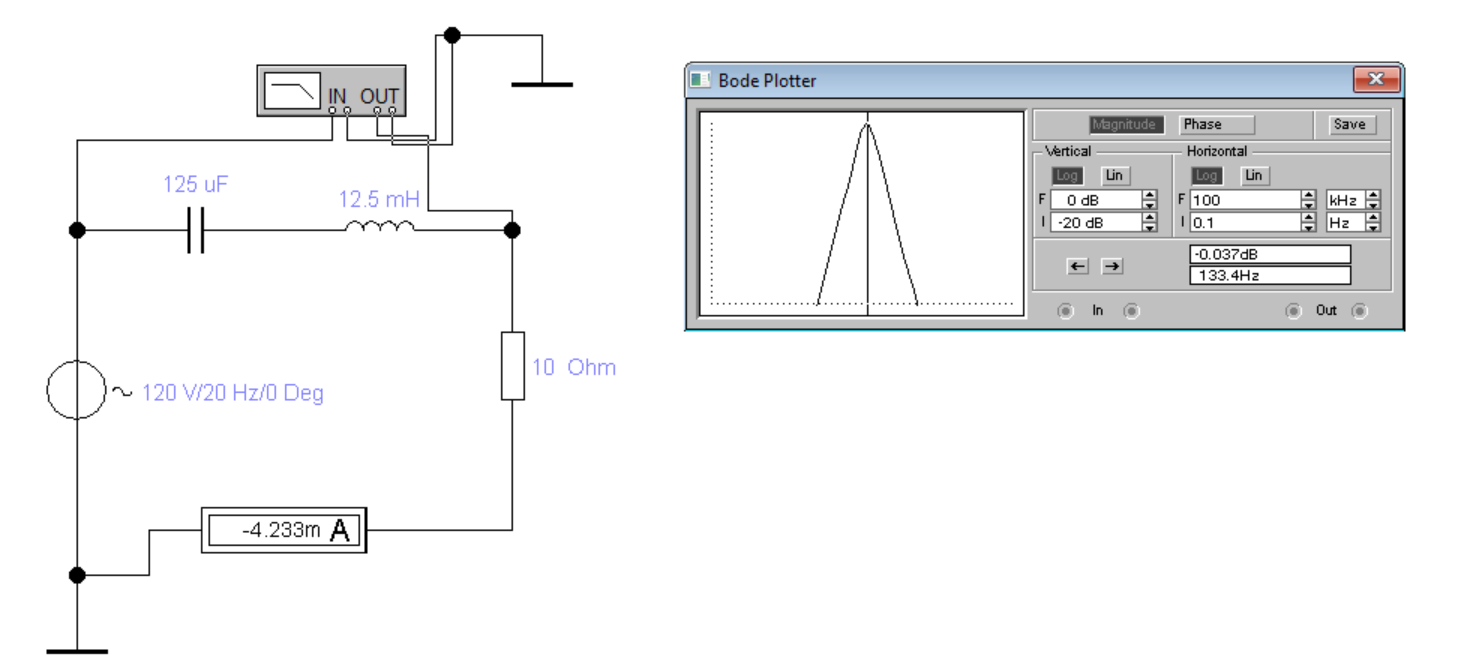 IN OUT
125 uF
12.5 mH
10 Ohm
~ 120 V/20 Hz/0 Deg
-4.233m A
Bode Plotter
Magnitude Phase Save
Vertical Horizontal
Log Lin Log Lin
F 0 dB F 100 kHz
I -20 dB I 0.1 Hz
← → -0.037dB
133.4Hz
In Out